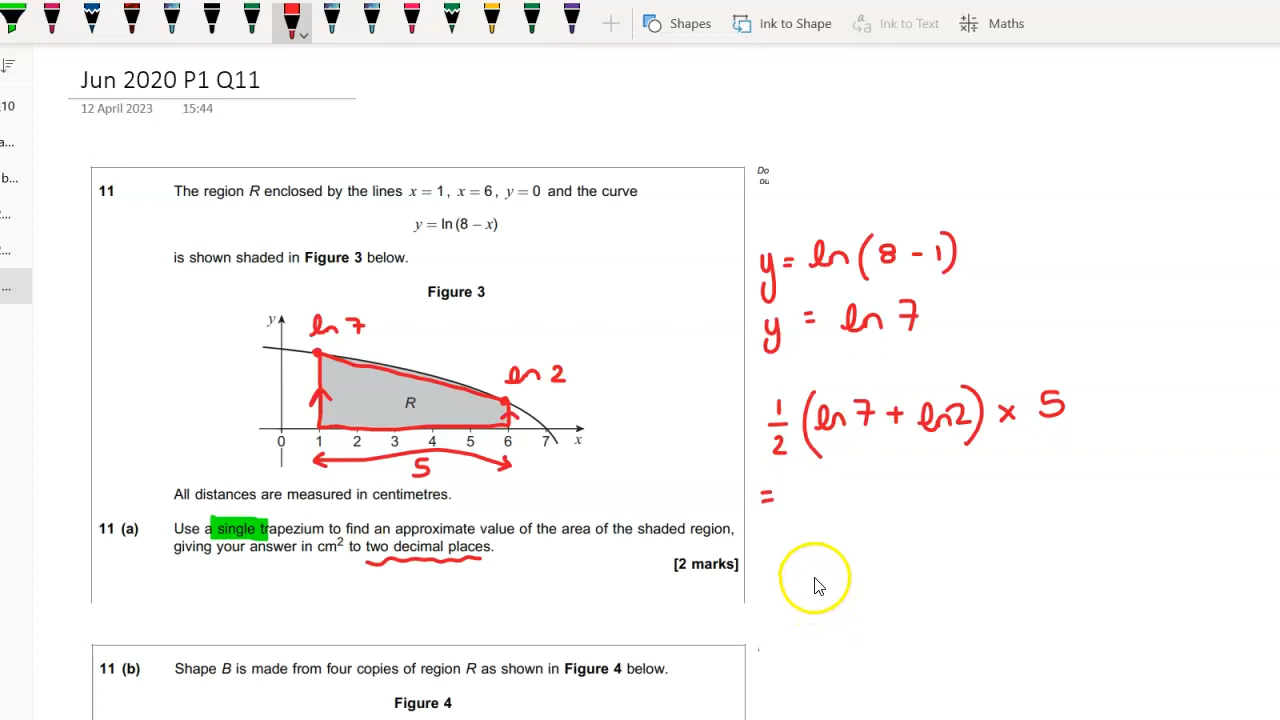 Shapes Ink to Shape Ink to Text Maths
Jun 2020 P1 Q11
12 April 2023 15:44
10
a...
b...
...
...
...
Do
ou
11 The region R enclosed by the lines x = 1, x = 6, y = 0 and the curve
y = ln (8 − x)
is shown shaded in Figure 3 below.
Figure 3
y
ln 7
ln 2
R
0 1 2 3 4 5 6 7 x
5
All distances are measured in centimetres.
11 (a) Use a single trapezium to find an approximate value of the area of the shaded region,
giving your answer in cm² to two decimal places.
[2 marks]
y = ln (8 - 1)
y = ln 7
1/2 (ln 7 + ln 2) × 5
=
11 (b) Shape B is made from four copies of region R as shown in Figure 4 below.
Figure 4